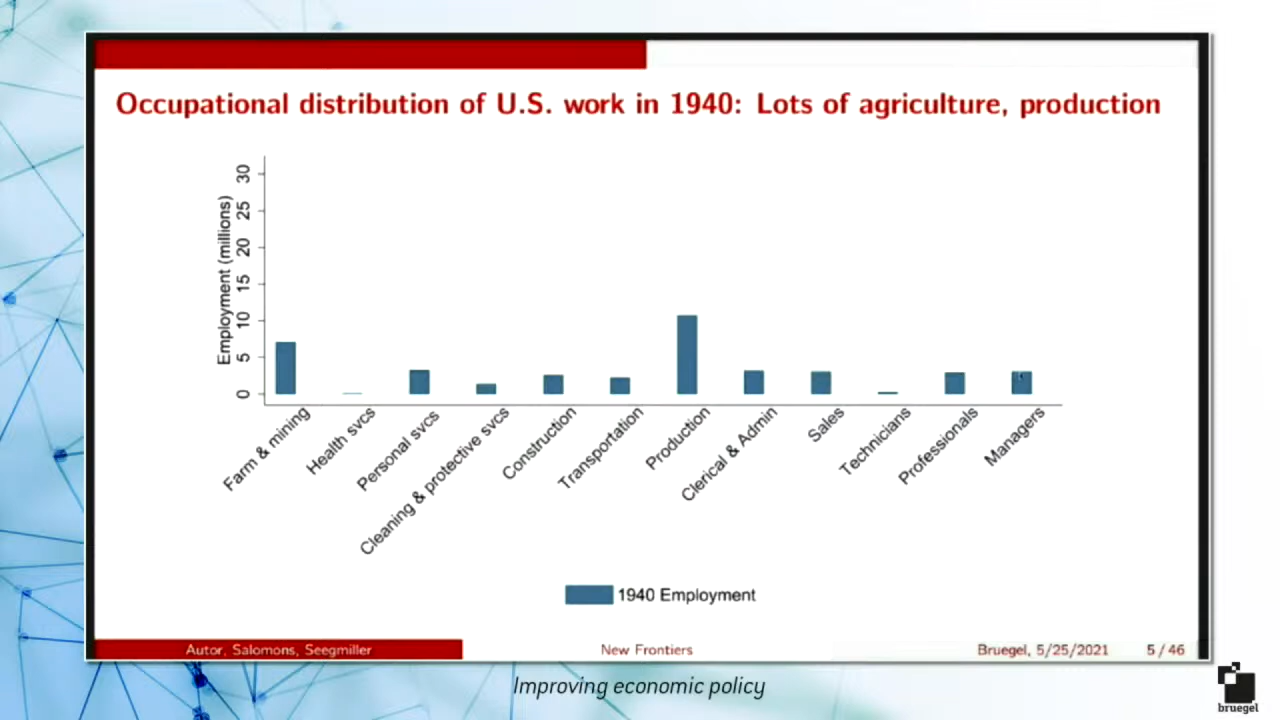 Occupational distribution of U.S. work in 1940: Lots of agriculture, production
Employment (millions)
30
25
20
15
10
5
0
Farm & mining
Health svcs
Personal svcs
Cleaning & protective svcs
Construction
Transportation
Production
Clerical & Admin
Sales
Technicians
Professionals
Managers
1940 Employment
Autor, Salomons, Seegmiller
New Frontiers
Bruegel, 5/25/2021
5 / 46
Improving economic policy
bruegel